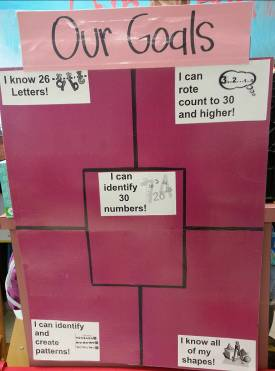 Our Goals
I know 26
Letters!
I can
rote
count to 30
and higher!
I can
identify
30
numbers!
I can identify
and
create
patterns!
I know all
of my
shapes!